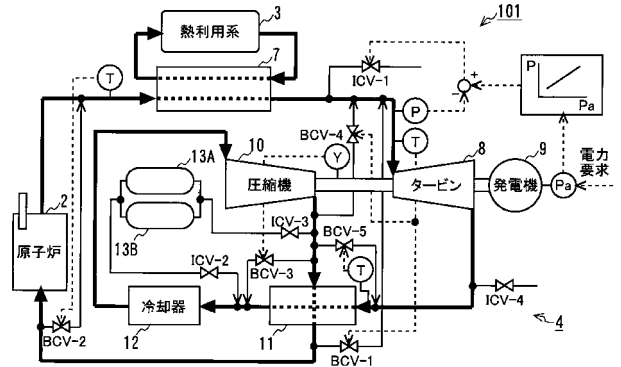 101
熱利用系
3
7
ICV-1
T
P
+
−
P
Pa
BCV-4
T
10
8
9
13A
13B
圧縮機
Y
タービン
発電機
Pa
電力
要求
2
原子炉
ICV-3
BCV-5
ICV-2
BCV-3
T
ICV-4
冷却器
12
11
BCV-2
BCV-1
4